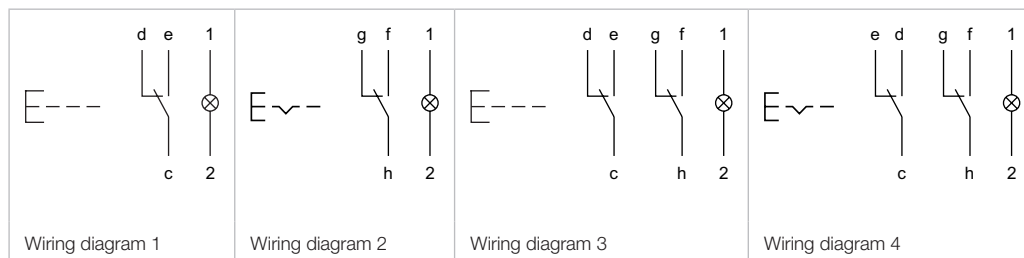 d e 1
c 2
Wiring diagram 1
g f 1
h 2
Wiring diagram 2
d e g f 1
c h 2
Wiring diagram 3
e d g f 1
c h 2
Wiring diagram 4